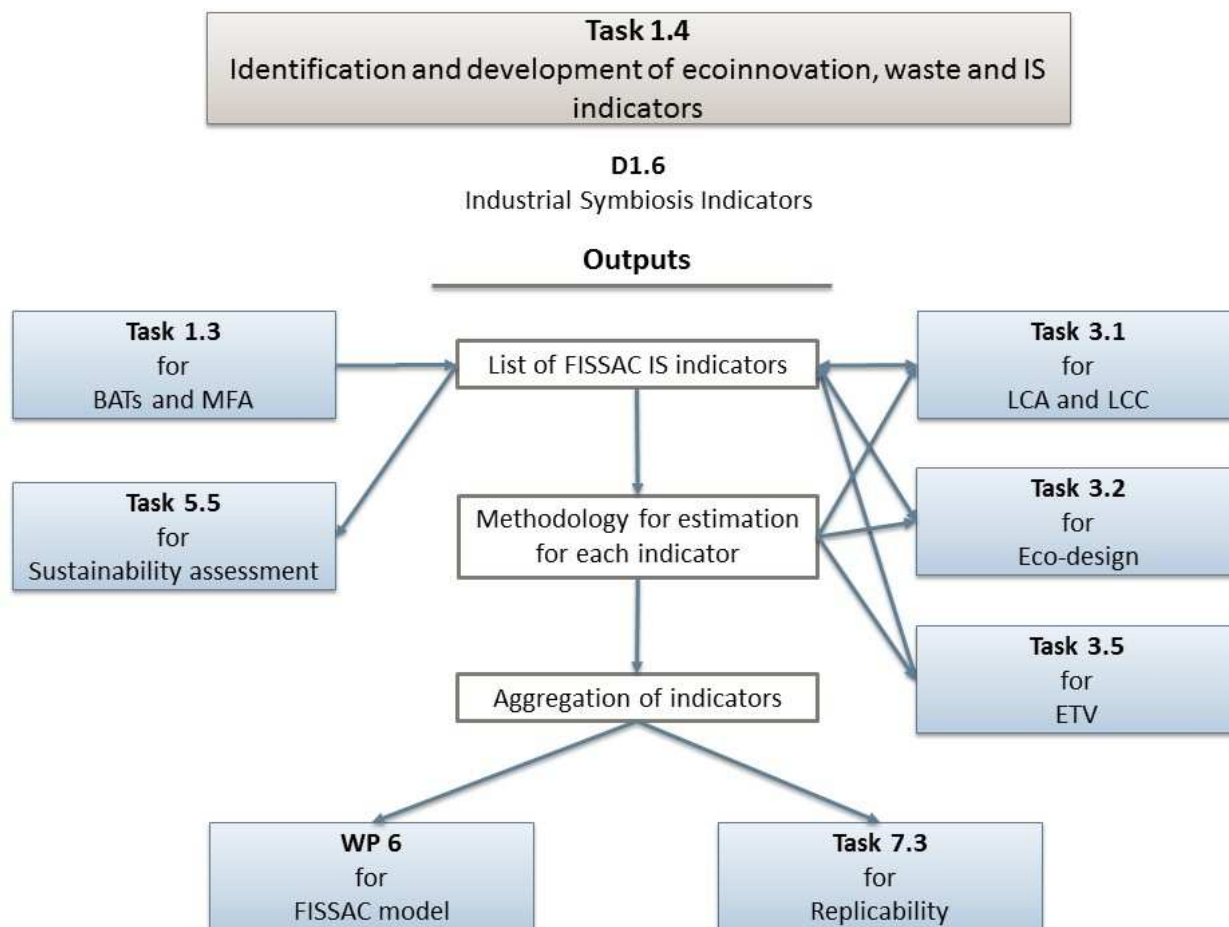 Task 1.4
Identification and development of ecoinnovation, waste and IS
indicators
D1.6
Industrial Symbiosis Indicators
Outputs
Task 1.3
for
BATs and MFA
List of FISSAC IS indicators
Task 3.1
for
LCA and LCC
Task 5.5
for
Sustainability assessment
Methodology for estimation
for each indicator
Task 3.2
for
Eco-design
Aggregation of indicators
Task 3.5
for
ETV
WP 6
for
FISSAC model
Task 7.3
for
Replicability